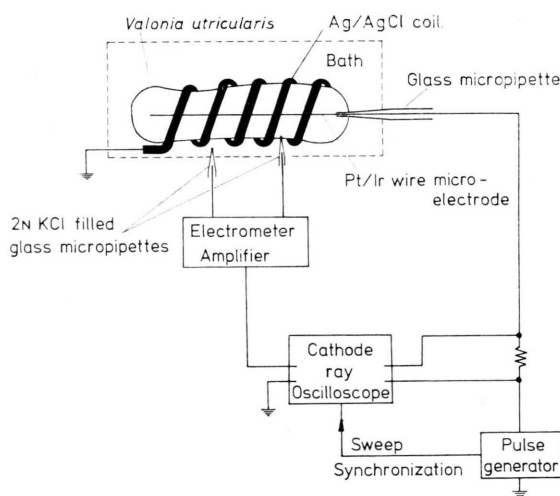 Valonia utricularis
Ag/AgCl coil.
Bath
Glass micropipette
Pt/Ir wire micro-
electrode
2N KCl filled
glass micropipettes
Electrometer
Amplifier
Cathode
ray
Oscilloscope
Sweep
Synchronization
Pulse
generator